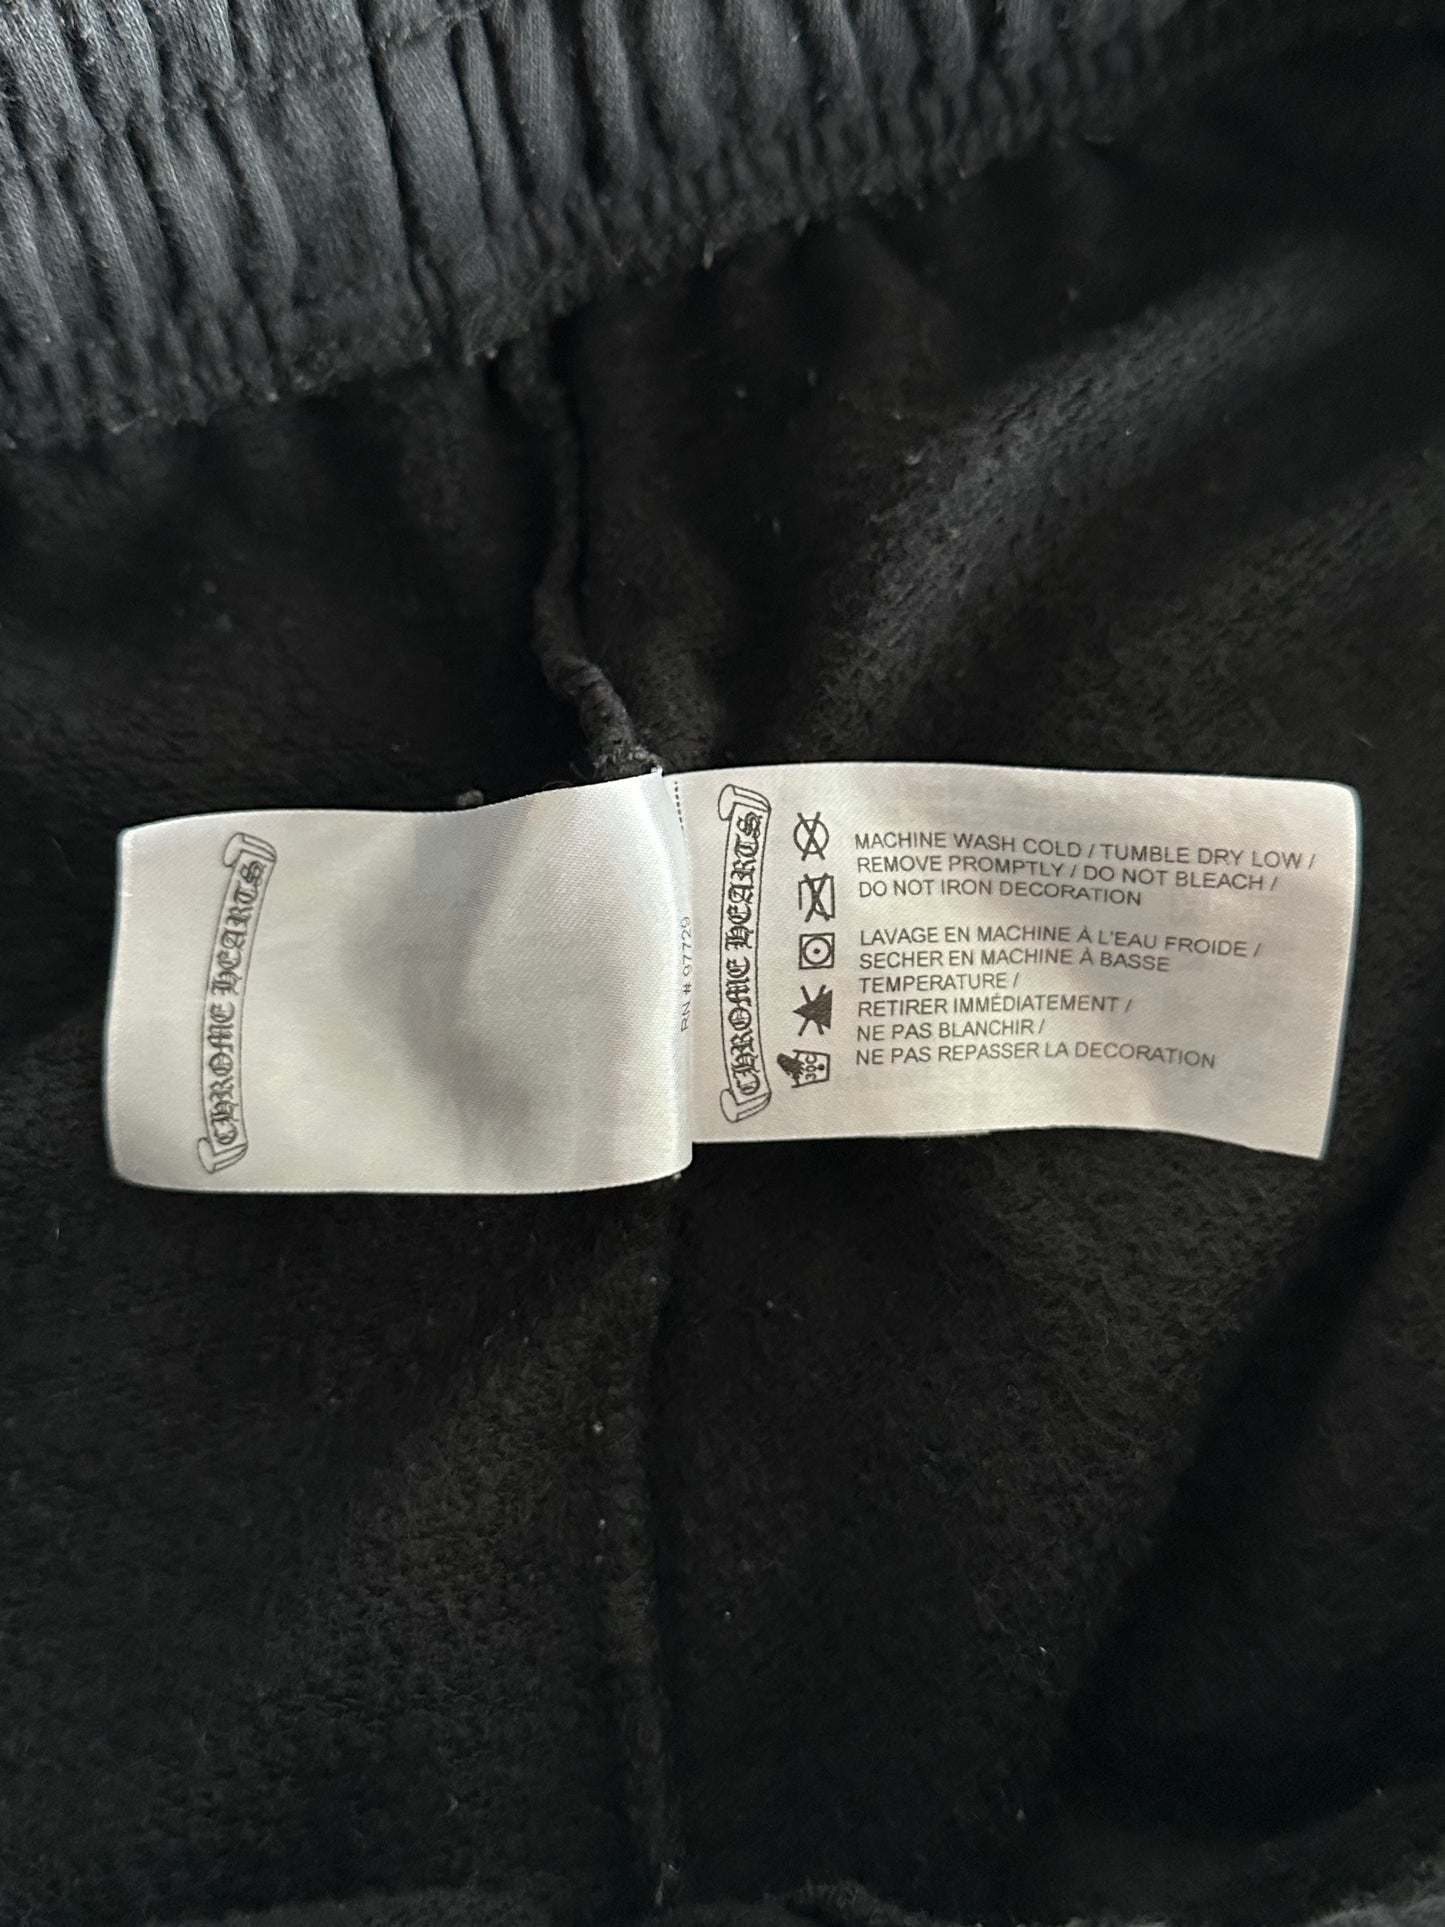 CHROME HEARTS
RN # 97729
CHROME HEARTS
MACHINE WASH COLD / TUMBLE DRY LOW /
REMOVE PROMPTLY / DO NOT BLEACH /
DO NOT IRON DECORATION
LAVAGE EN MACHINE À L'EAU FROIDE /
SECHER EN MACHINE À BASSE
TEMPERATURE /
RETIRER IMMÉDIATEMENT /
NE PAS BLANCHIR /
NE PAS REPASSER LA DECORATION
30C